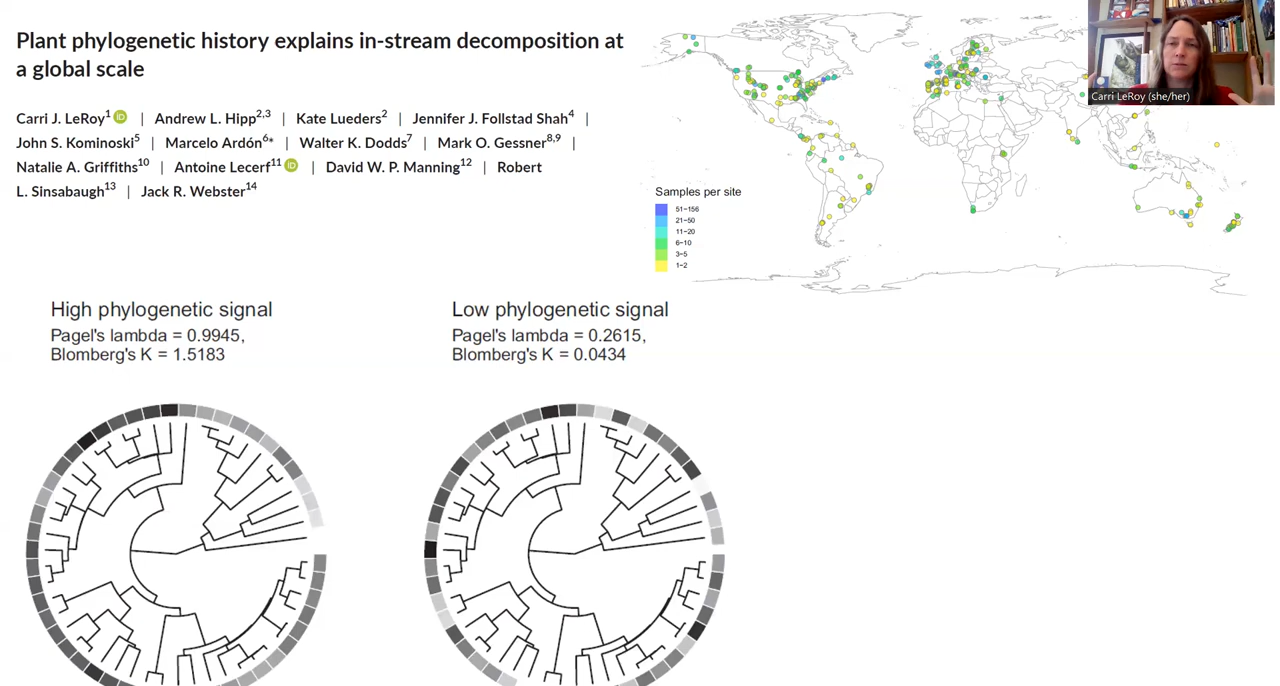 Plant phylogenetic history explains in-stream decomposition at
a global scale
Carri J. LeRoy1 iD | Andrew L. Hipp2,3 | Kate Lueders2 | Jennifer J. Follstad Shah4 |
John S. Kominoski5 | Marcelo Ardón6* | Walter K. Dodds7 | Mark O. Gessner8,9 |
Natalie A. Griffiths10 | Antoine Lecerf11 iD | David W. P. Manning12 | Robert
L. Sinsabaugh13 | Jack R. Webster14
Carri LeRoy (she/her)
Samples per site
51−156
21−50
11−20
6−10
3−5
1−2
High phylogenetic signal
Pagel's lambda = 0.9945,
Blomberg's K = 1.5183
Low phylogenetic signal
Pagel's lambda = 0.2615,
Blomberg's K = 0.0434